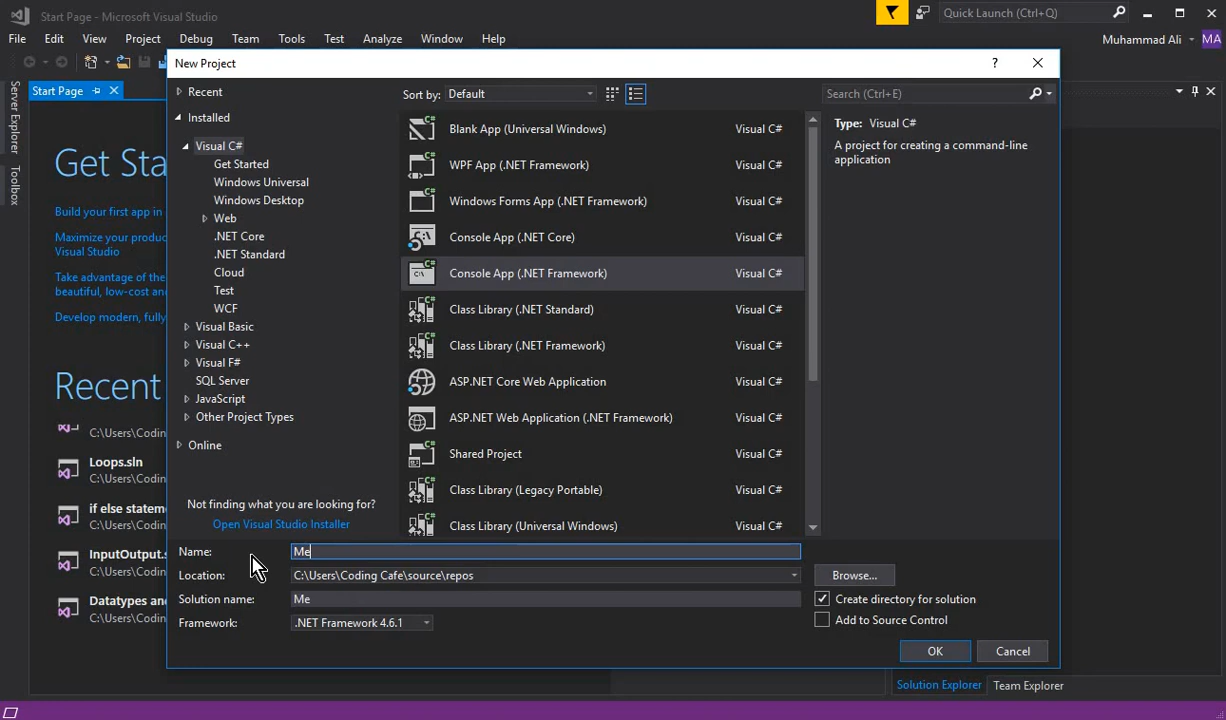 Start Page - Microsoft Visual Studio
Quick Launch (Ctrl+Q)
File Edit View Project Debug Team Tools Test Analyze Window Help
Muhammad Ali MA
Server Explorer
Toolbox
Start Page
Get Sta
Build your first app in
Maximize your produc
Visual Studio
Take advantage of the
beautiful, low-cost and
Develop modern, fully
Recent
C:\Users\Codin
Loops.sln
C:\Users\Codin
if else statem
C:\Users\Codin
InputOutput.s
C:\Users\Codin
Datatypes and
C:\Users\Codin
New Project
?
Recent
Installed
Visual C#
Get Started
Windows Universal
Windows Desktop
Web
.NET Core
.NET Standard
Cloud
Test
WCF
Visual Basic
Visual C++
Visual F#
SQL Server
JavaScript
Other Project Types
Online
Not finding what you are looking for?
Open Visual Studio Installer
Sort by: Default
Search (Ctrl+E)
Blank App (Universal Windows) Visual C#
WPF App (.NET Framework) Visual C#
Windows Forms App (.NET Framework) Visual C#
Console App (.NET Core) Visual C#
Console App (.NET Framework) Visual C#
Class Library (.NET Standard) Visual C#
Class Library (.NET Framework) Visual C#
ASP.NET Core Web Application Visual C#
ASP.NET Web Application (.NET Framework) Visual C#
Shared Project Visual C#
Class Library (Legacy Portable) Visual C#
Class Library (Universal Windows) Visual C#
Type: Visual C#
A project for creating a command-line
application
Name: Me
Location: C:\Users\Coding Cafe\source\repos
Browse...
Solution name: Me
Create directory for solution
Framework: .NET Framework 4.6.1
Add to Source Control
OK Cancel
Solution Explorer Team Explorer